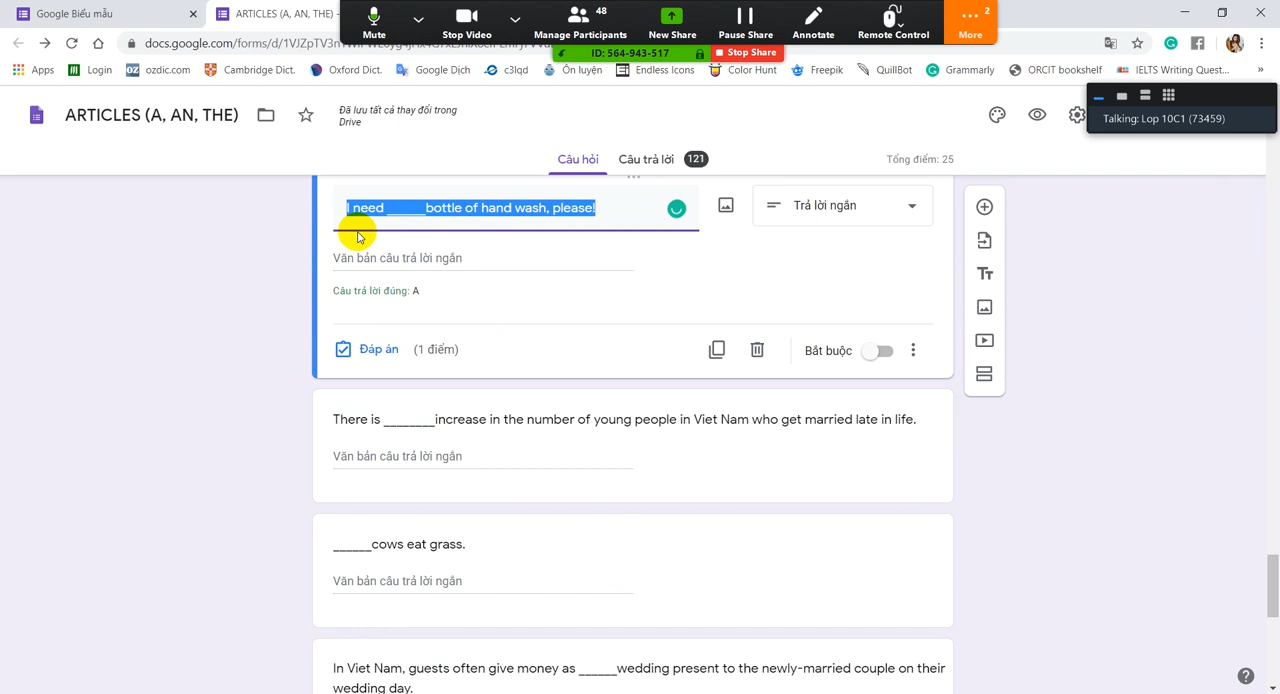 Google Biểu mẫu
ARTICLES (A, AN, THE) -
48
2
Mute
Stop Video
Manage Participants
New Share
Pause Share
Annotate
Remote Control
More
docs.google.com/forms/d/
ID: 564-943-517
Stop Share
Apps
Login
ozdic.com
Cambridge Dict.
Oxford Dict.
Google Dịch
c3lqd
Ôn luyện
Endless Icons
Color Hunt
Freepik
QuillBot
Grammarly
ORCIT bookshelf
IELTS Writing Quest...
»
ARTICLES (A, AN, THE)
Đã lưu tất cả thay đổi trong
Drive
Talking: Lop 10C1 (73459)
Câu hỏi
Câu trả lời 121
Tổng điểm: 25
I need ______bottle of hand wash, please!
Trả lời ngắn
Văn bản câu trả lời ngắn
Câu trả lời đúng: A
Đáp án (1 điểm)
Bắt buộc
There is ________increase in the number of young people in Viet Nam who get married late in life.
Văn bản câu trả lời ngắn
______cows eat grass.
Văn bản câu trả lời ngắn
In Viet Nam, guests often give money as ______wedding present to the newly-married couple on their
wedding day.